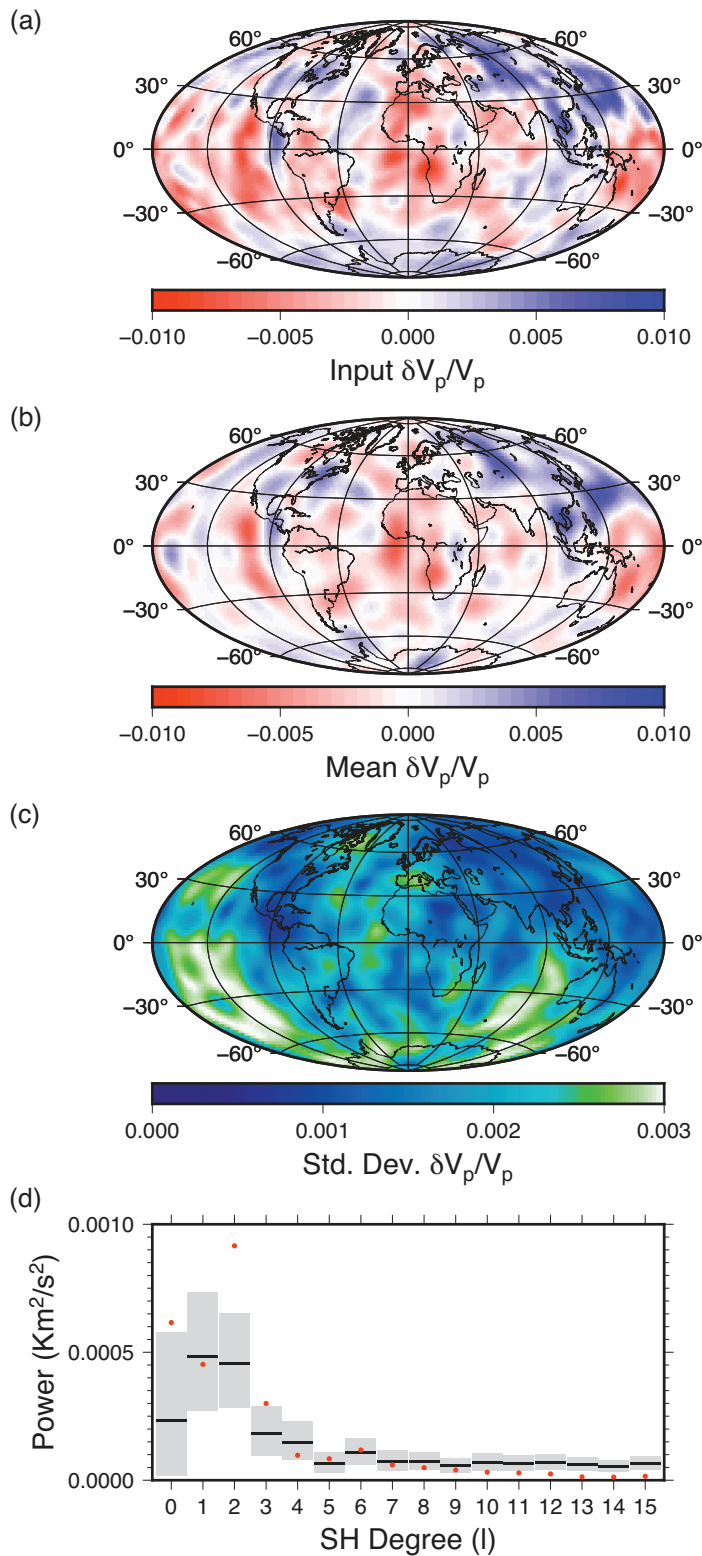 (a)
60° 60°
30° 30°
0° 0°
−30° −30°
−60° −60°
−0.010 −0.005 0.000 0.005 0.010
Input δVp/Vp
(b)
60° 60°
30° 30°
0° 0°
−30° −30°
−60° −60°
−0.010 −0.005 0.000 0.005 0.010
Mean δVp/Vp
(c)
60° 60°
30° 30°
0° 0°
−30° −30°
−60° −60°
0.000 0.001 0.002 0.003
Std. Dev. δVp/Vp
(d)
0.0010
0.0005
0.0000
Power (Km²/s²)
0 1 2 3 4 5 6 7 8 9 10 11 12 13 14 15
SH Degree (l)